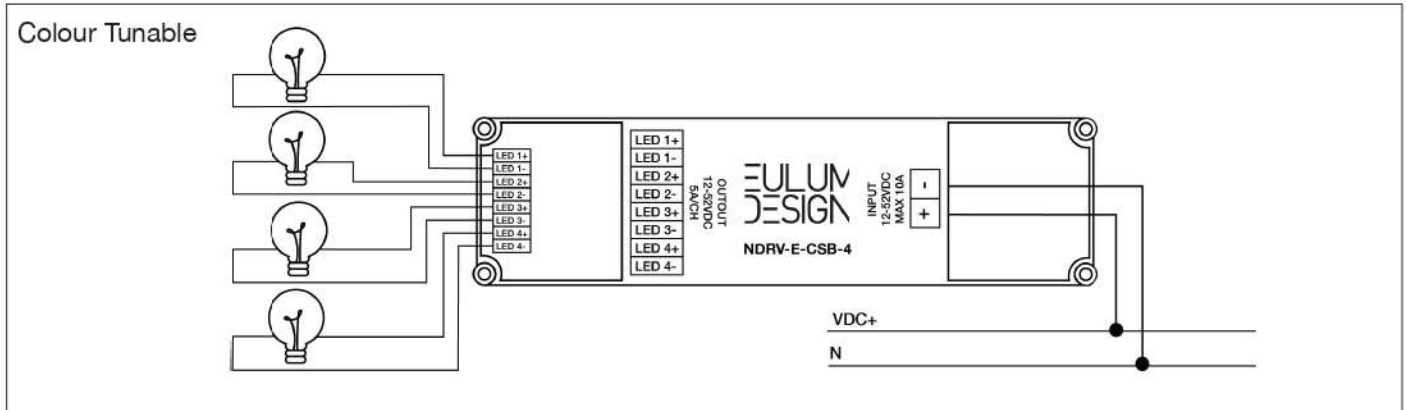 Colour Tunable
LED 1+
LED 1-
LED 2+
LED 2-
LED 3+
LED 3-
LED 4+
LED 4-
LED 1+
LED 1-
LED 2+
LED 2-
LED 3+
LED 3-
LED 4+
LED 4-
OUTOUT
12-52VDC
5A/CH
EULUM
DESIGN
NDRV-E-CSB-4
INPUT
12-52VDC
MAX 10A
-
+
VDC+
N